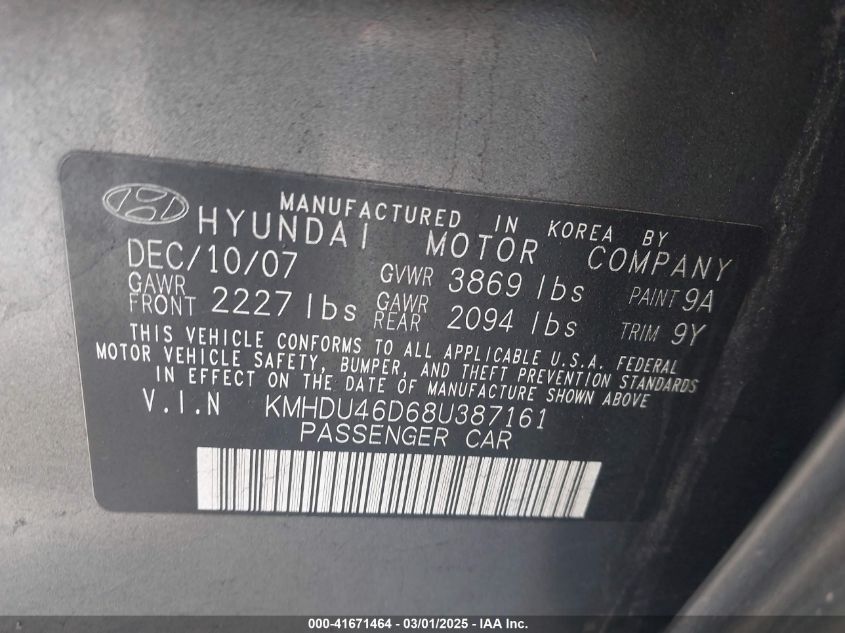 MANUFACTURED IN KOREA BY
HYUNDAI MOTOR COMPANY
DEC/10/07 GVWR 3869 lbs PAINT 9A
GAWR FRONT 2227 lbs GAWR REAR 2094 lbs TRIM 9Y
THIS VEHICLE CONFORMS TO ALL APPLICABLE U.S.A. FEDERAL
MOTOR VEHICLE SAFETY, BUMPER, AND THEFT PREVENTION STANDARDS
IN EFFECT ON THE DATE OF MANUFACTURE SHOWN ABOVE
V.I.N KMHDU46D68U387161
PASSENGER CAR
000-41671464 - 03/01/2025 - IAA Inc.